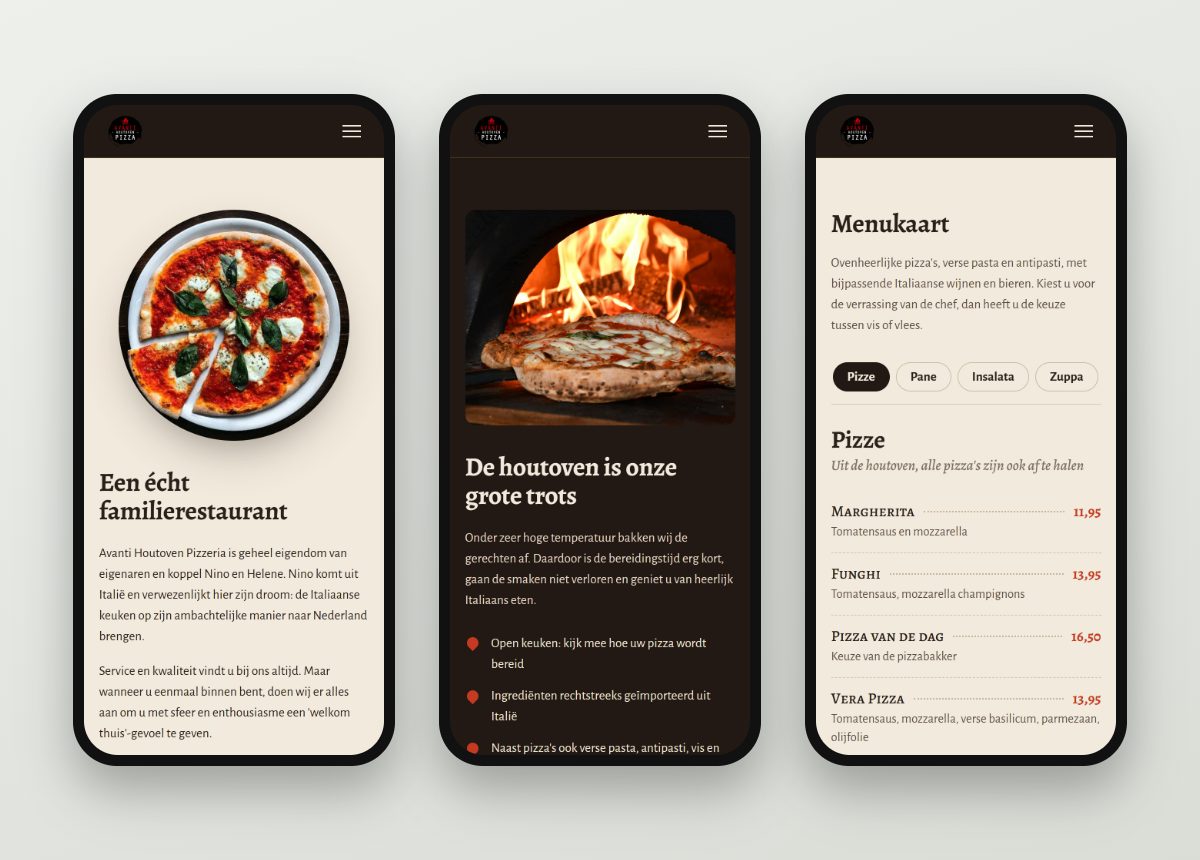 AVANTI
HOUTOVEN
PIZZA
Een écht
familierestaurant
Avanti Houtoven Pizzeria is geheel eigendom van
eigenaren en koppel Nino en Helene. Nino komt uit
Italië en verwezenlijkt hier zijn droom: de Italiaanse
keuken op zijn ambachtelijke manier naar Nederland
brengen.
Service en kwaliteit vindt u bij ons altijd. Maar
wanneer u eenmaal binnen bent, doen wij er alles
aan om u met sfeer en enthousiasme een 'welkom
thuis'-gevoel te geven.
AVANTI
HOUTOVEN
PIZZA
De houtoven is onze
grote trots
Onder zeer hoge temperatuur bakken wij de
gerechten af. Daardoor is de bereidingstijd erg kort,
gaan de smaken niet verloren en geniet u van heerlijk
Italiaans eten.
Open keuken: kijk mee hoe uw pizza wordt
bereid
Ingrediënten rechtstreeks geïmporteerd uit
Italië
Naast pizza's ook verse pasta, antipasti, vis en
AVANTI
HOUTOVEN
PIZZA
Menukaart
Ovenheerlijke pizza's, verse pasta en antipasti, met
bijpassende Italiaanse wijnen en bieren. Kiest u voor
de verrassing van de chef, dan heeft u de keuze
tussen vis of vlees.
Pizze Pane Insalata Zuppa
Pizze
Uit de houtoven, alle pizza's zijn ook af te halen
Margherita 11,95
Tomatensaus en mozzarella
Funghi 13,95
Tomatensaus, mozzarella champignons
Pizza van de dag 16,50
Keuze van de pizzabakker
Vera Pizza 13,95
Tomatensaus, mozzarella, verse basilicum, parmezaan,
olijfolie